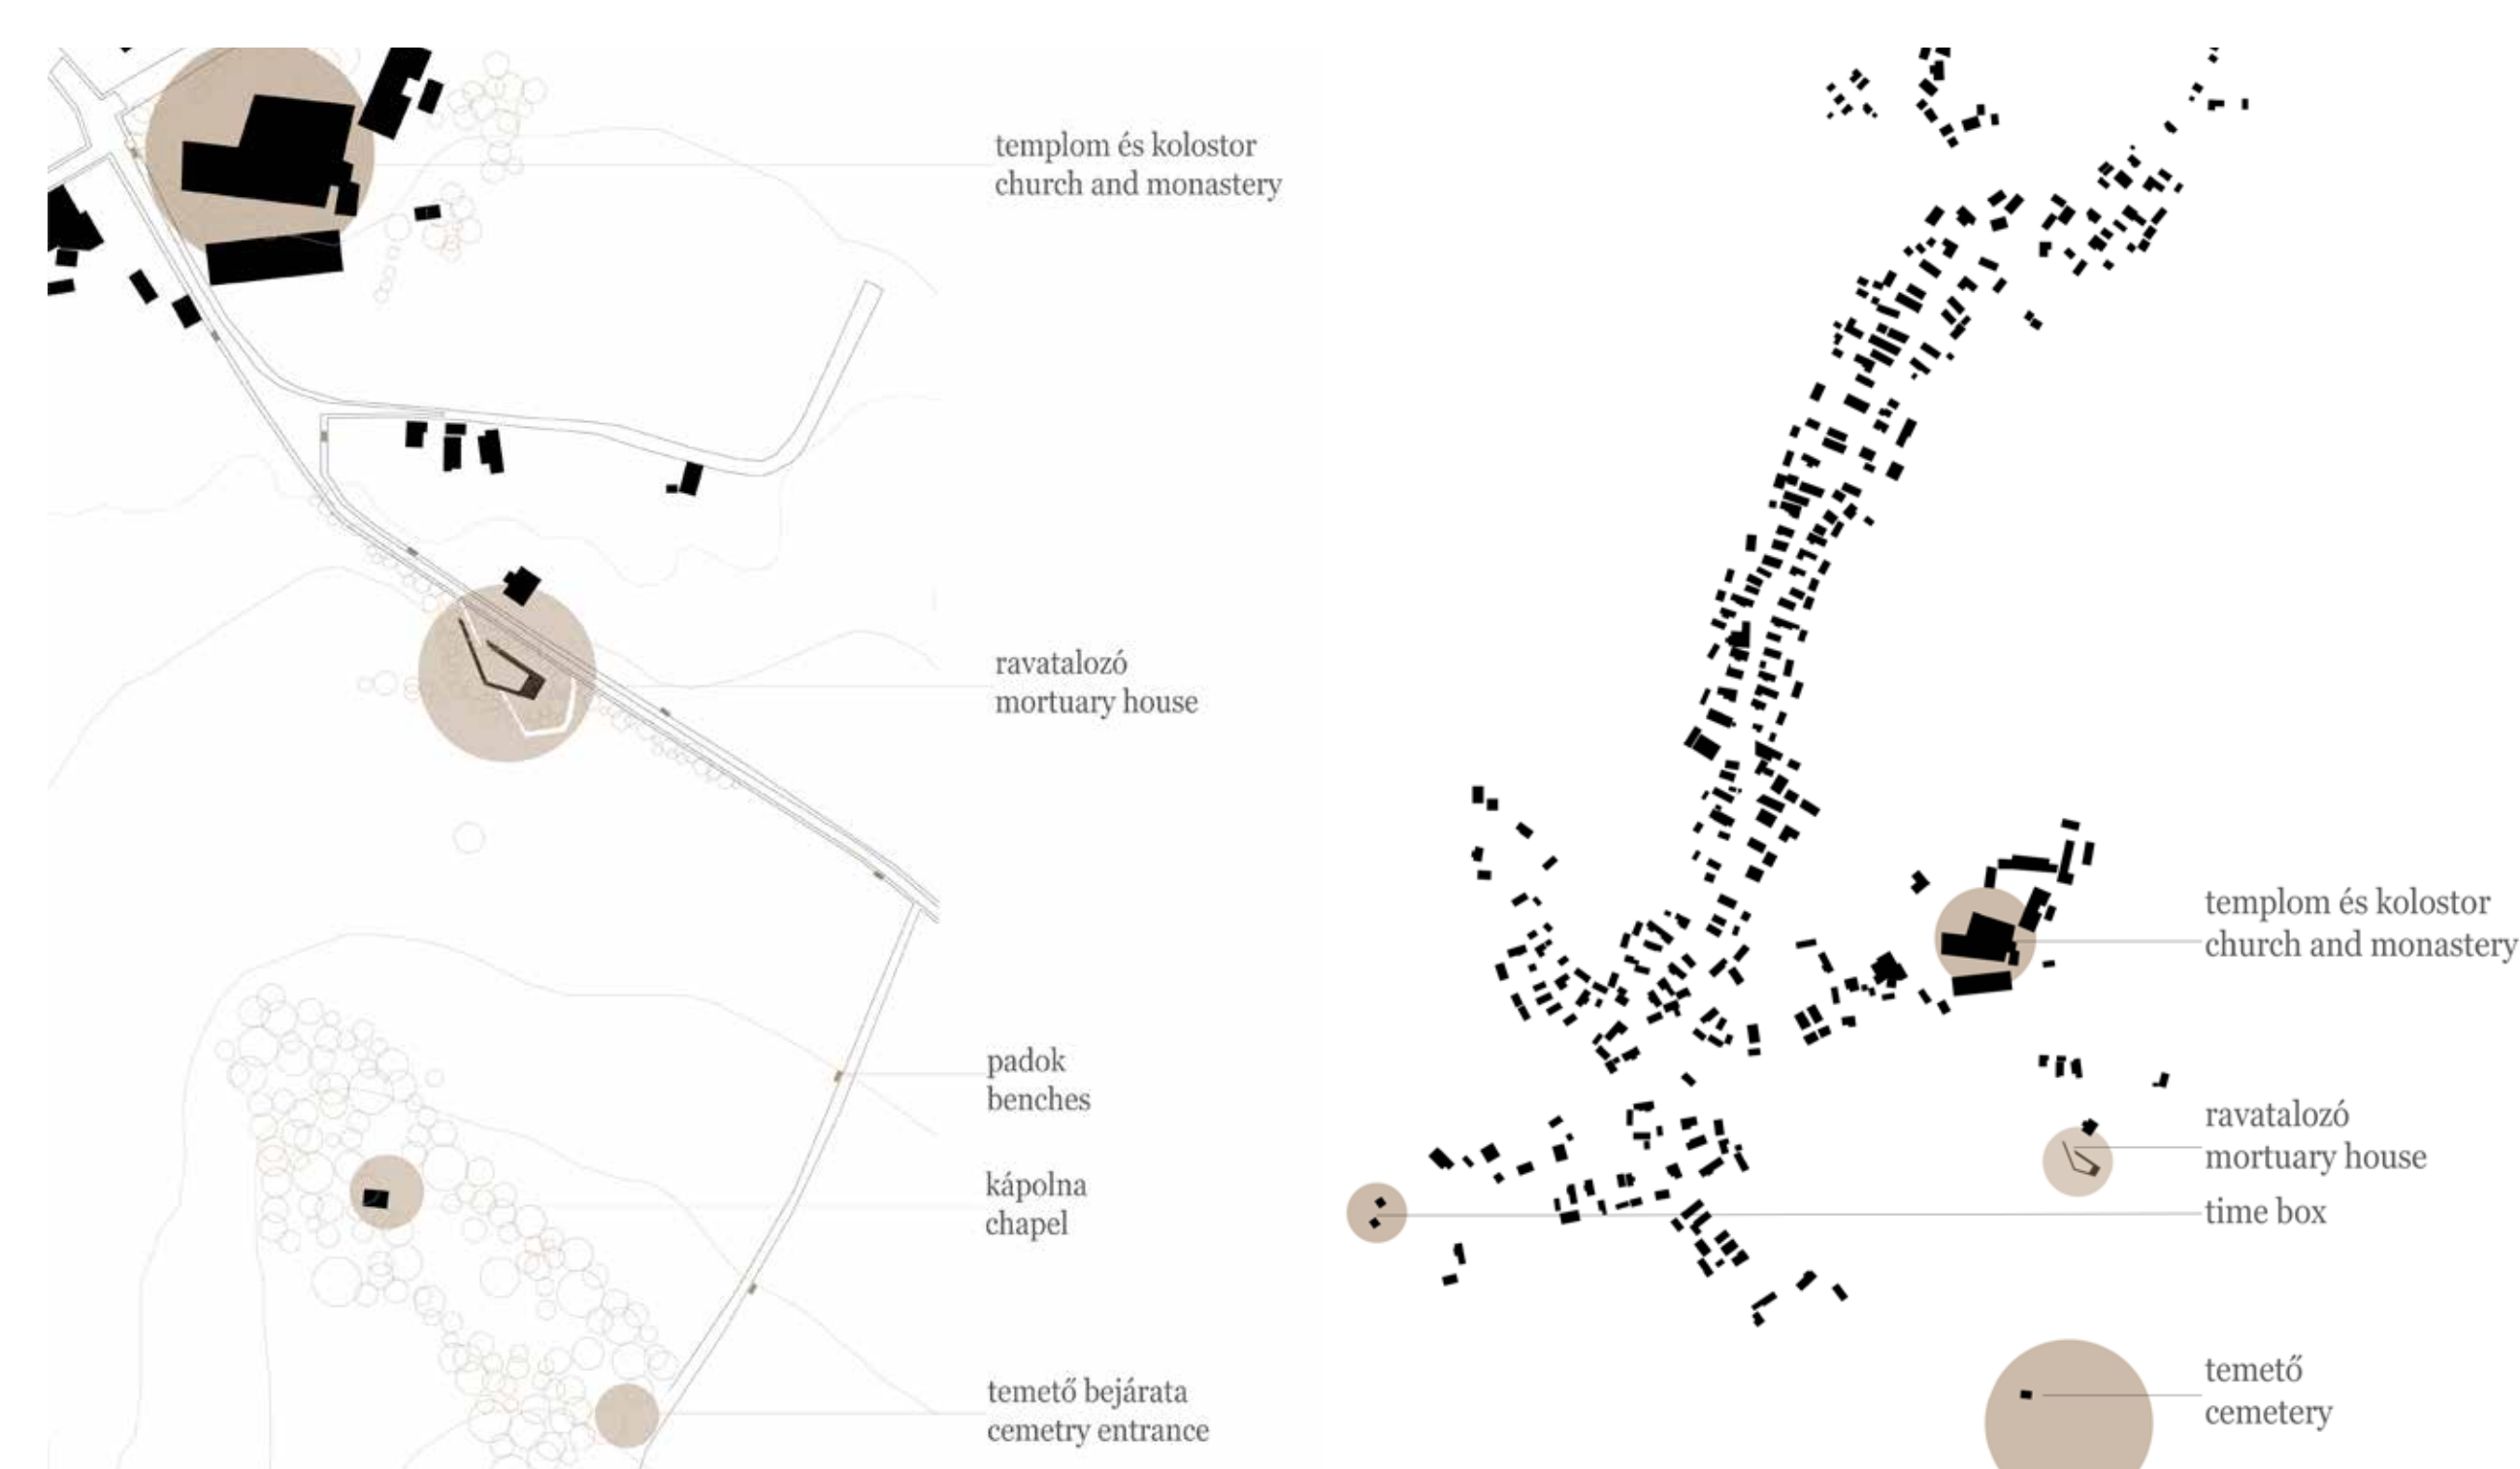 templom és kolostor
church and monastery
ravatalozó
mortuary house
padok
benches
kápolna
chapel
temető bejárata
cemetry entrance
templom és kolostor
church and monastery
ravatalozó
mortuary house
time box
temető
cemetery